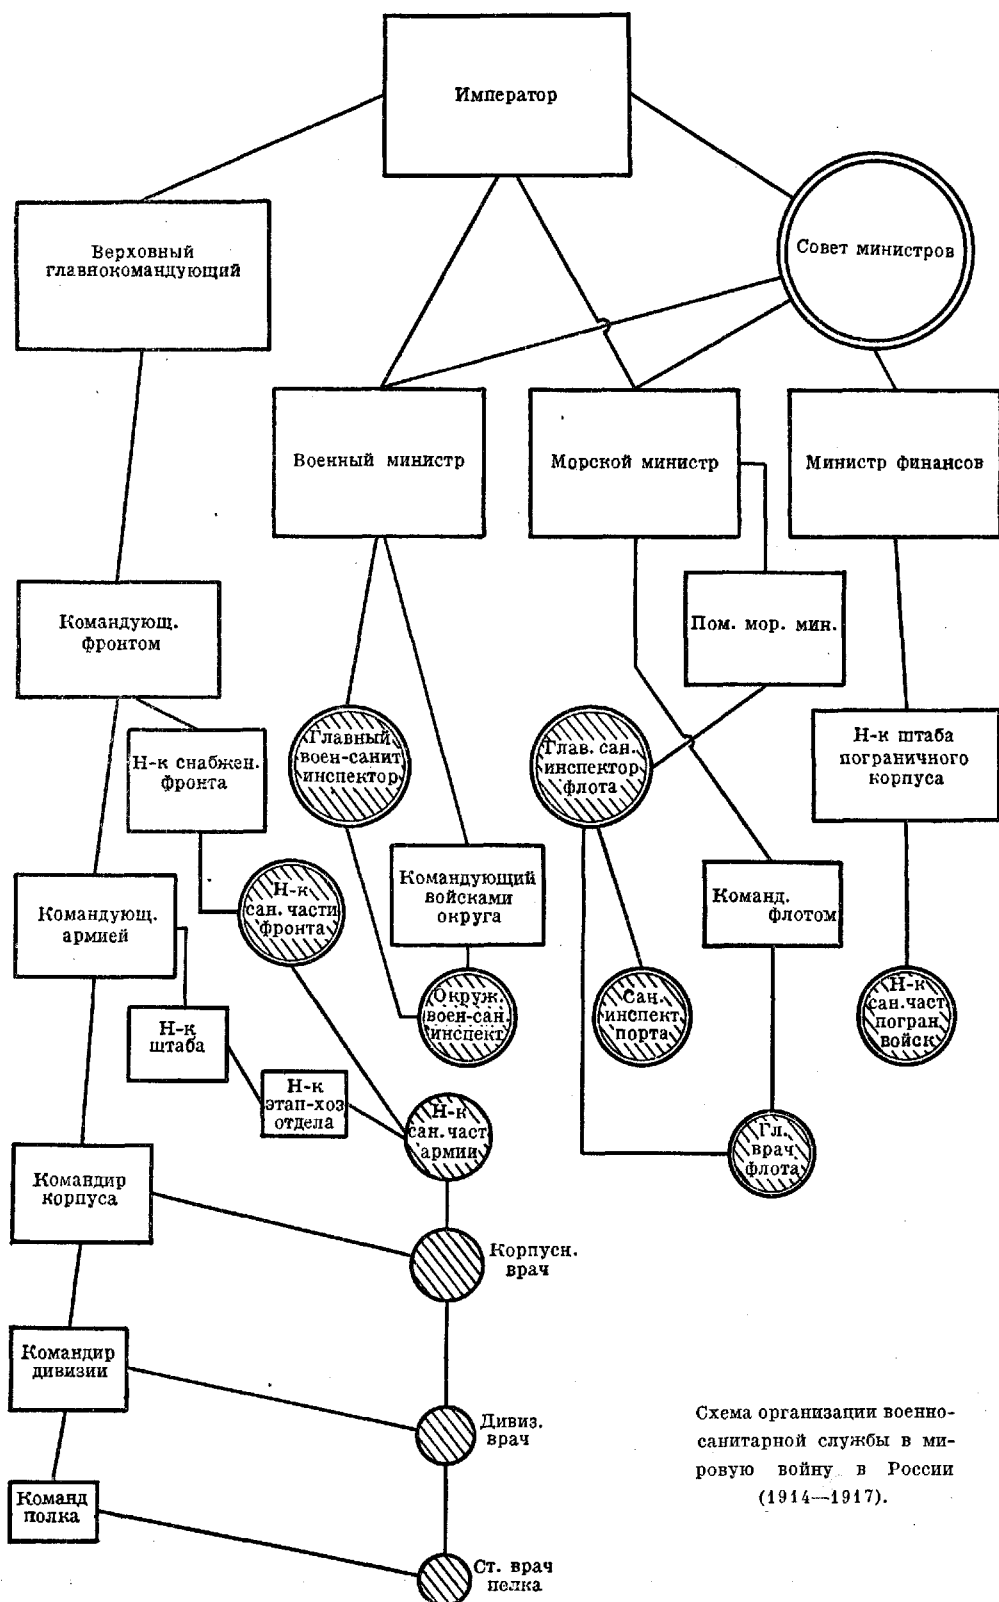 Император
Верховный
главнокомандующий
Совет министров
Военный министр
Морской министр
Министр финансов
Командующ.
фронтом
Пом. мор. мин.
Н-к снабжен.
фронта
Главный
воен-санит
инспектор
Глав. сан.
инспектор
флота
Н-к штаба
пограничного
корпуса
Командующ.
армией
Н-к
сан. части
фронта
Командующий
войсками
округа
Команд.
флотом
Н-к
штаба
Окруж.
воен-сан.
инспект.
Сан.
инспект.
порта
Н-к
сан.част.
погран.
войск
Н-к
этап-хоз
отдела
Н-к
сан. част.
армии
Гл.
врач
флота
Командир
корпуса
Корпусн.
врач
Командир
дивизии
Дивиз.
врач
Команд
полка
Ст. врач
пелка
Схема организации военно-
санитарной службы в ми-
ровую войну в России
(1914—1917).